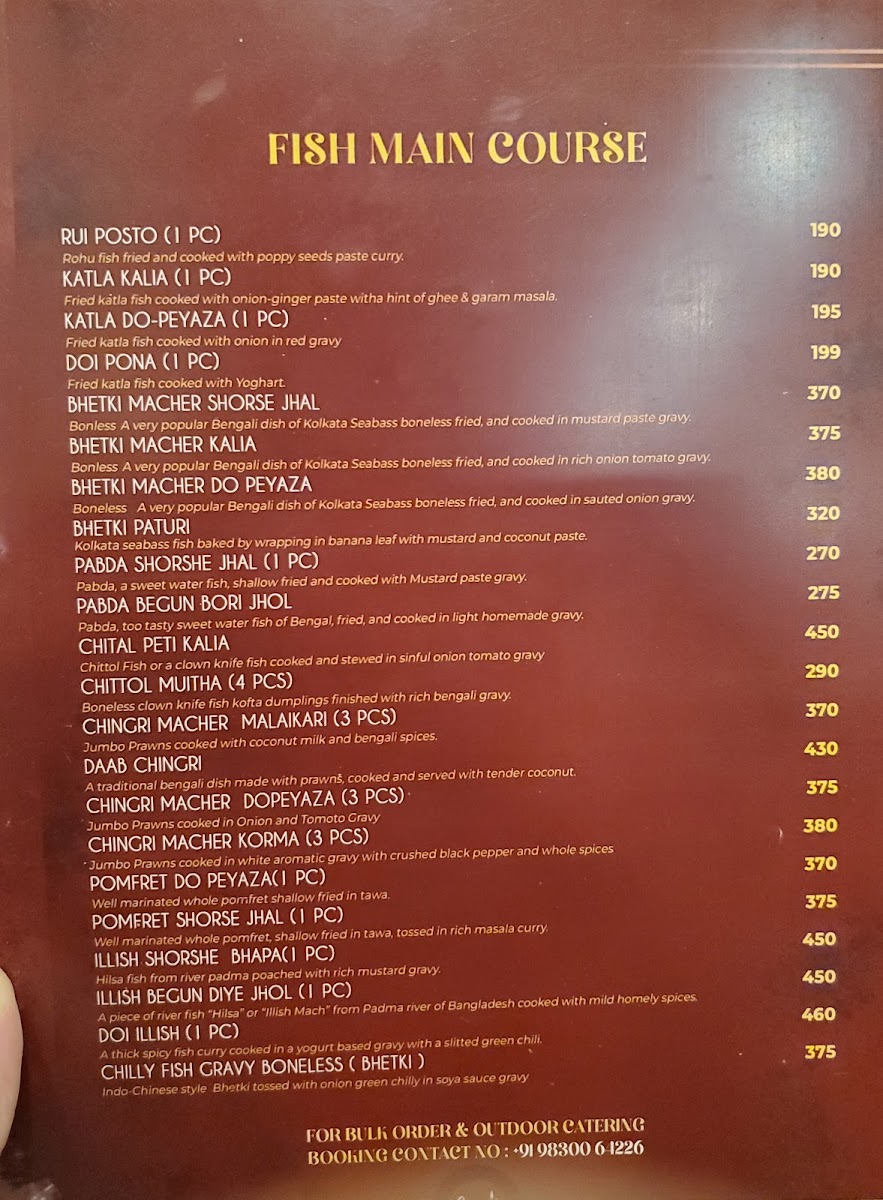 FISH MAIN COURSE
RUI POSTO (1 PC) 190
Rohu fish fried and cooked with poppy seeds paste curry.
KATLA KALIA (1 PC) 190
Fried katla fish cooked with onion-ginger paste witha hint of ghee & garam masala.
KATLA DO-PEYAZA (1 PC) 195
Fried katla fish cooked with onion in red gravy
DOI PONA (1 PC) 199
Fried katla fish cooked with Yoghart.
BHETKI MACHER SHORSE JHAL 370
Bonless A very popular Bengali dish of Kolkata Seabass boneless fried, and cooked in mustard paste gravy.
BHETKI MACHER KALIA 375
Bonless A very popular Bengali dish of Kolkata Seabass boneless fried, and cooked in rich onion tomato gravy.
BHETKI MACHER DO PEYAZA 380
Boneless A very popular Bengali dish of Kolkata Seabass boneless fried, and cooked in sauted onion gravy.
BHETKI PATURI 320
Kolkata seabass fish baked by wrapping in banana leaf with mustard and coconut paste.
PABDA SHORSHE JHAL (1 PC) 270
Pabda, a sweet water fish, shallow fried and cooked with Mustard paste gravy.
PABDA BEGUN BORI JHOL 275
Pabda, too tasty sweet water fish of Bengal, fried, and cooked in light homemade gravy.
CHITAL PETI KALIA 450
Chittol Fish or a clown knife fish cooked and stewed in sinful onion tomato gravy
CHITTOL MUITHA (4 PCS) 290
Boneless clown knife fish kofta dumplings finished with rich bengali gravy.
CHINGRI MACHER MALAIKARI (3 PCS) 370
Jumbo Prawns cooked with coconut milk and bengali spices.
DAAB CHINGRI 430
A traditional bengali dish made with prawns, cooked and served with tender coconut.
CHINGRI MACHER DOPEYAZA (3 PCS) 375
Jumbo Prawns cooked in Onion and Tomoto Gravy
CHINGRI MACHER KORMA (3 PCS) 380
Jumbo Prawns cooked in white aromatic gravy with crushed black pepper and whole spices
POMFRET DO PEYAZA(1 PC) 370
Well marinated whole pomfret shallow fried in tawa.
POMFRET SHORSE JHAL (1 PC) 375
Well marinated whole pomfret, shallow fried in tawa, tossed in rich masala curry.
ILLISH SHORSHE BHAPA(1 PC) 450
Hilsa fish from river padma poached with rich mustard gravy.
ILLISH BEGUN DIYE JHOL (1 PC) 450
A piece of river fish "Hilsa" or "Illish Mach" from Padma river of Bangladesh cooked with mild homely spices.
DOI ILLISH (1 PC) 460
A thick spicy fish curry cooked in a yogurt based gravy with a slitted green chili.
CHILLY FISH GRAVY BONELESS ( BHETKI ) 375
Indo-Chinese style Bhetki tossed with onion green chilly in soya sauce gravy
FOR BULK ORDER & OUTDOOR CATERING
BOOKING CONTACT NO : +91 98300 64226